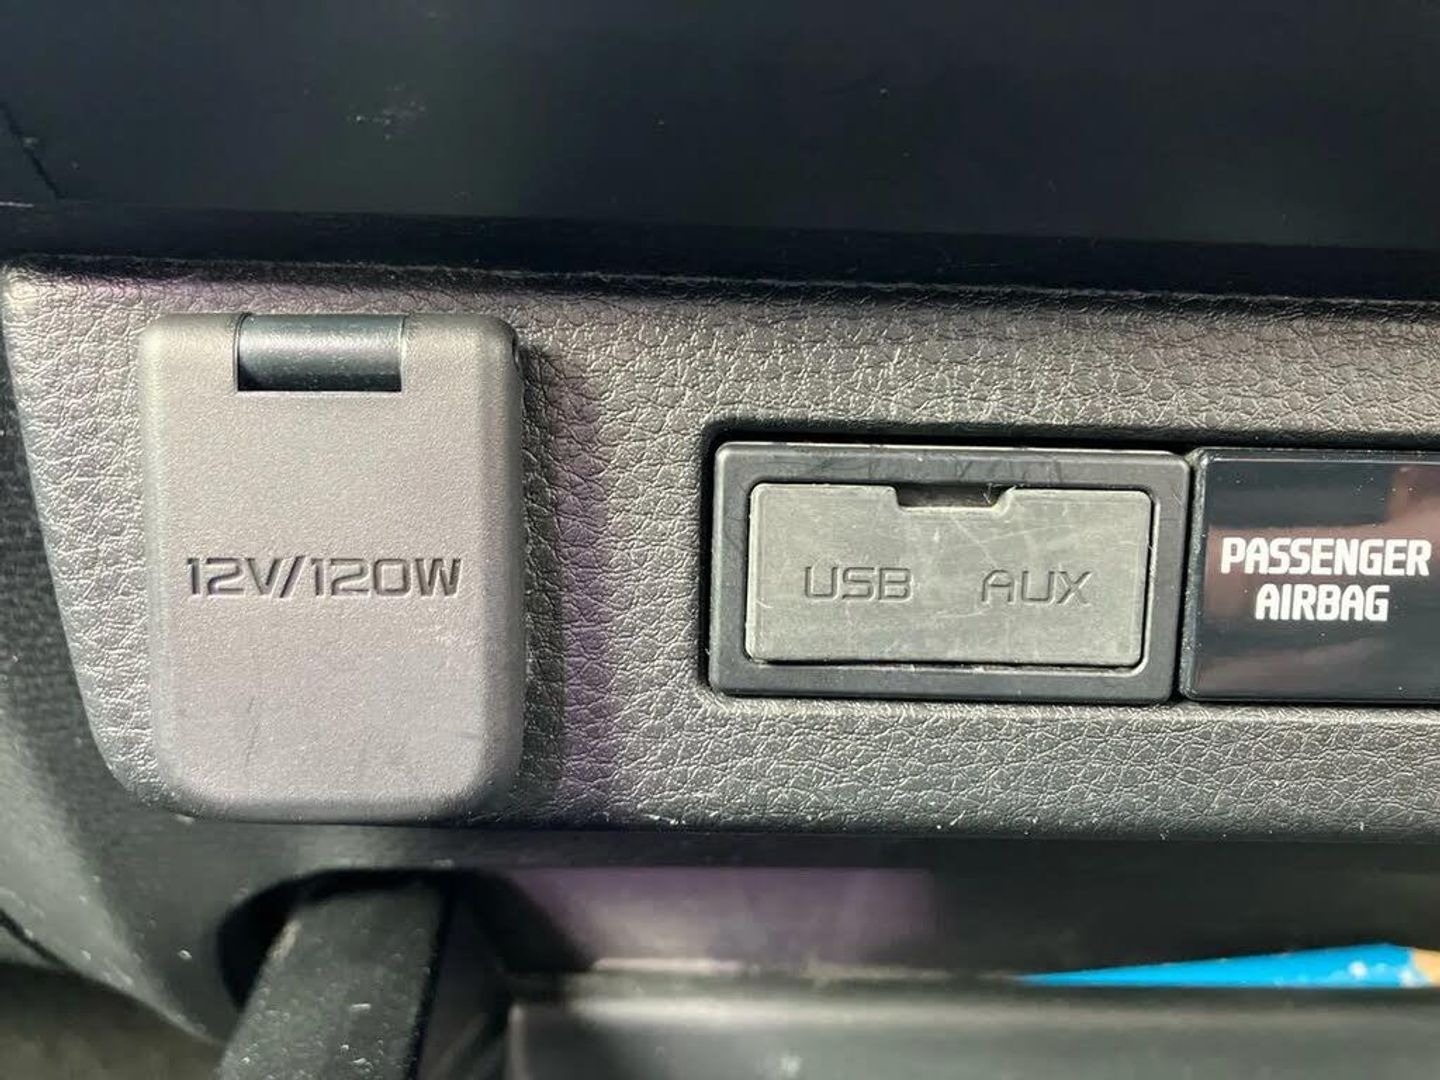 12V/120W
USB AUX
PASSENGER
AIRBAG